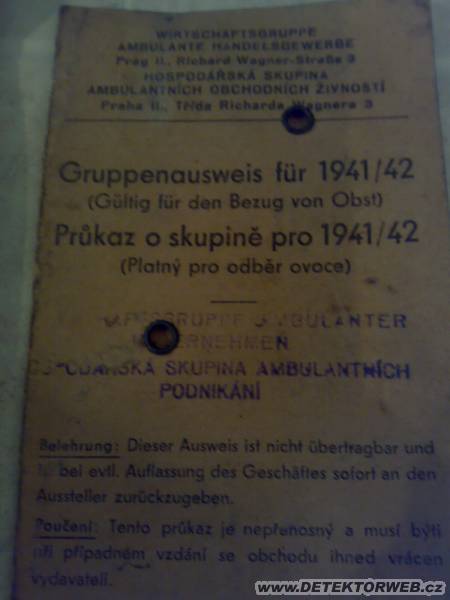 WIRTSCHAFTSGRUPPE
AMBULANTE HANDELSGEWERBE
Prag II., Richard Wagner-Straße 3
HOSPODÁŘSKÁ SKUPINA
AMBULANTNÍCH OBCHODNÍCH ŽIVNOSTÍ
Praha II., Třída Richarda Wagnera 3
Gruppenausweis für 1941/42
(Gültig für den Bezug von Obst)
Průkaz o skupině pro 1941/42
(Platný pro odběr ovoce)
AMBULANTER
HOSPODÁŘSKÁ SKUPINA AMBULANTNÍCH
PODNIKÁNÍ
Belehrung: Dieser Ausweis ist nicht übertragbar und
bei evtl. Auflassung des Geschäftes sofort an den
Aussteller zurückzugeben.
Poučení: Tento průkaz je nepřenosný a musí býti
při případném vzdání se obchodu ihned vrácen
vydavateli.
www.DETEKTORWEB.cz